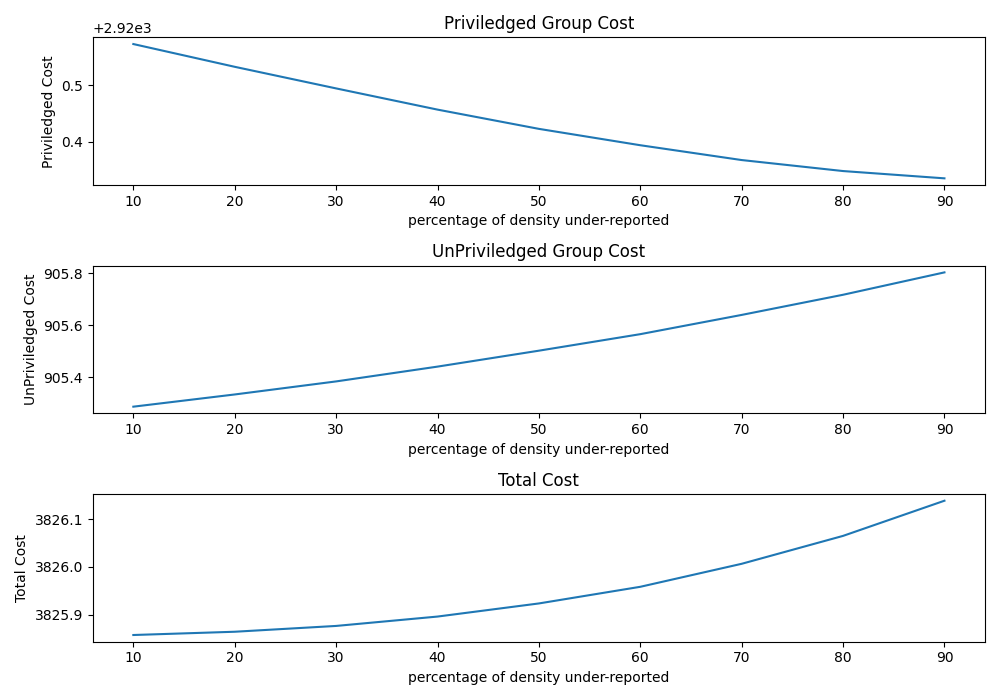 Priviledged Group Cost
+2.92e3
Priviledged Cost
0.5
0.4
10 20 30 40 50 60 70 80 90
percentage of density under-reported
UnPriviledged Group Cost
UnPriviledged Cost
905.8
905.6
905.4
10 20 30 40 50 60 70 80 90
percentage of density under-reported
Total Cost
Total Cost
3826.1
3826.0
3825.9
10 20 30 40 50 60 70 80 90
percentage of density under-reported